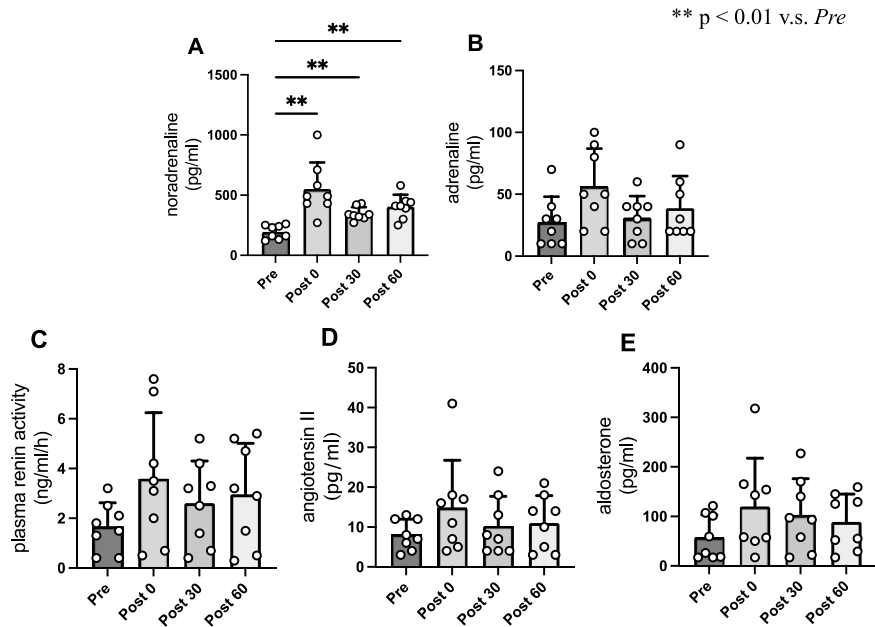 ** p < 0.01 v.s. Pre
A
**
**
**
noradrenaline
(pg/ml)
1500
1000
500
0
Pre
Post 0
Post 30
Post 60
B
adrenaline
(pg/ml)
150
100
50
0
Pre
Post 0
Post 30
Post 60
C
plasma renin activity
(ng/ml/h)
8
6
4
2
0
Pre
Post 0
Post 30
Post 60
D
angiotensin II
(pg/ml)
50
40
30
20
10
0
Pre
Post 0
Post 30
Post 60
E
aldosterone
(pg/ml)
400
300
200
100
0
Pre
Post 0
Post 30
Post 60